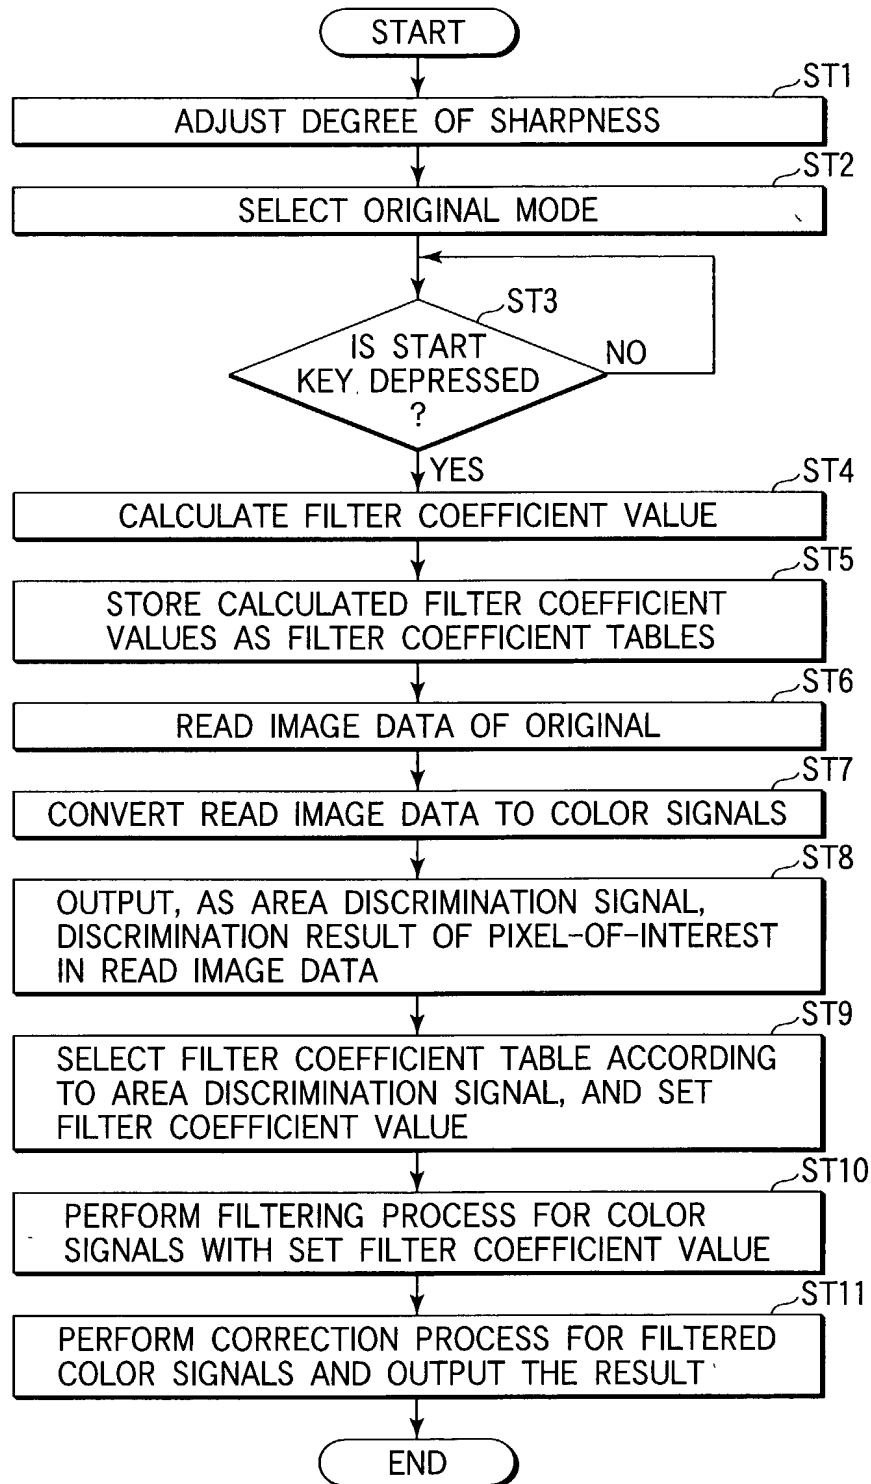 START
ST1
ADJUST DEGREE OF SHARPNESS
ST2
SELECT ORIGINAL MODE
ST3
IS START
KEY DEPRESSED
?
NO
YES
ST4
CALCULATE FILTER COEFFICIENT VALUE
ST5
STORE CALCULATED FILTER COEFFICIENT
VALUES AS FILTER COEFFICIENT TABLES
ST6
READ IMAGE DATA OF ORIGINAL
ST7
CONVERT READ IMAGE DATA TO COLOR SIGNALS
ST8
OUTPUT, AS AREA DISCRIMINATION SIGNAL,
DISCRIMINATION RESULT OF PIXEL-OF-INTEREST
IN READ IMAGE DATA
ST9
SELECT FILTER COEFFICIENT TABLE ACCORDING
TO AREA DISCRIMINATION SIGNAL, AND SET
FILTER COEFFICIENT VALUE
ST10
PERFORM FILTERING PROCESS FOR COLOR
SIGNALS WITH SET FILTER COEFFICIENT VALUE
ST11
PERFORM CORRECTION PROCESS FOR FILTERED
COLOR SIGNALS AND OUTPUT THE RESULT
END